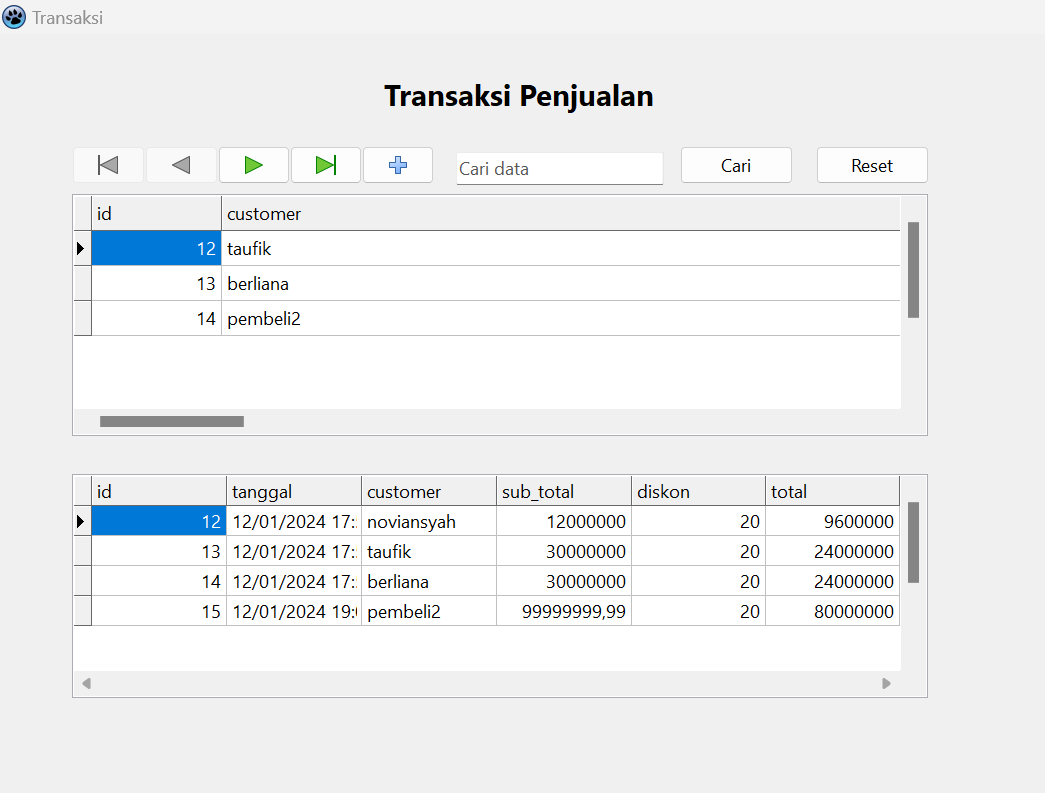 Transaksi
Transaksi Penjualan
Cari data Cari Reset
id customer
12 taufik
13 berliana
14 pembeli2
id tanggal customer sub_total diskon total
12 12/01/2024 17: noviansyah 12000000 20 9600000
13 12/01/2024 17: taufik 30000000 20 24000000
14 12/01/2024 17: berliana 30000000 20 24000000
15 12/01/2024 19: pembeli2 99999999,99 20 80000000